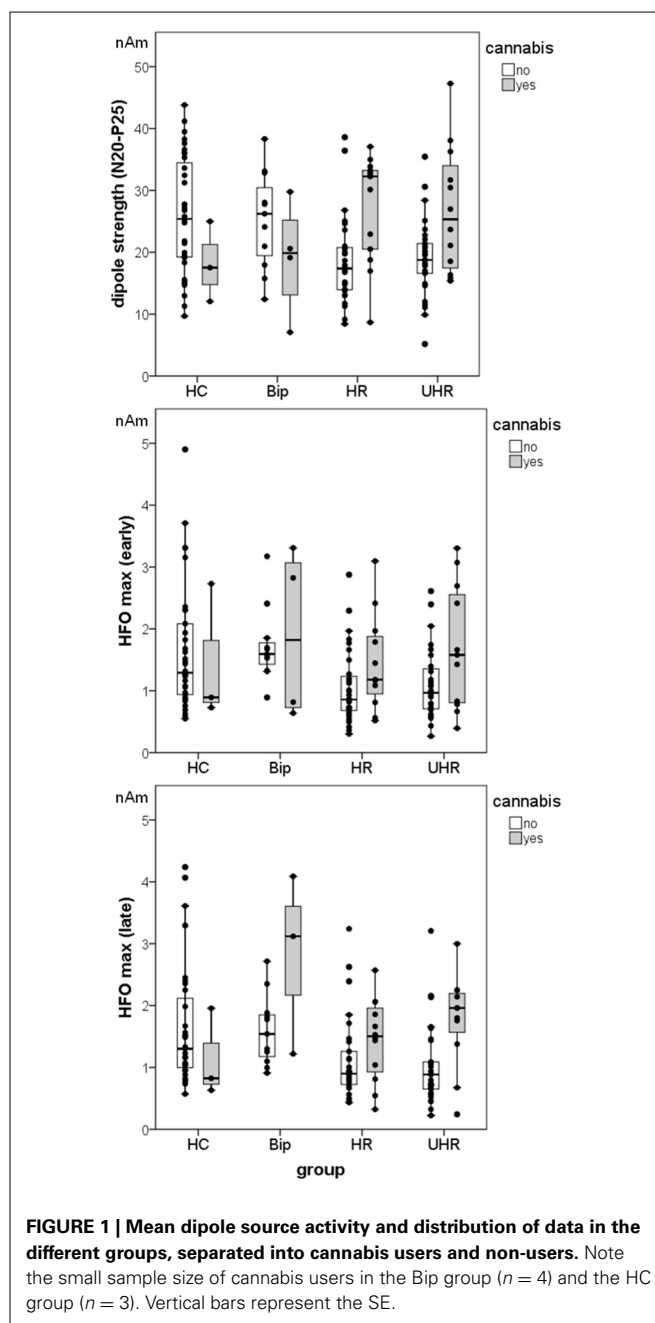 nAm
cannabis
no
yes
50
40
30
20
10
0
dipole strength (N20-P25)
HC Bip HR UHR
nAm
cannabis
no
yes
5
4
3
2
1
0
HFO max (early)
HC Bip HR UHR
nAm
cannabis
no
yes
5
4
3
2
1
0
HFO max (late)
HC Bip HR UHR
group
FIGURE 1 | Mean dipole source activity and distribution of data in the
different groups, separated into cannabis users and non-users. Note
the small sample size of cannabis users in the Bip group (n = 4) and the HC
group (n = 3). Vertical bars represent the SE.